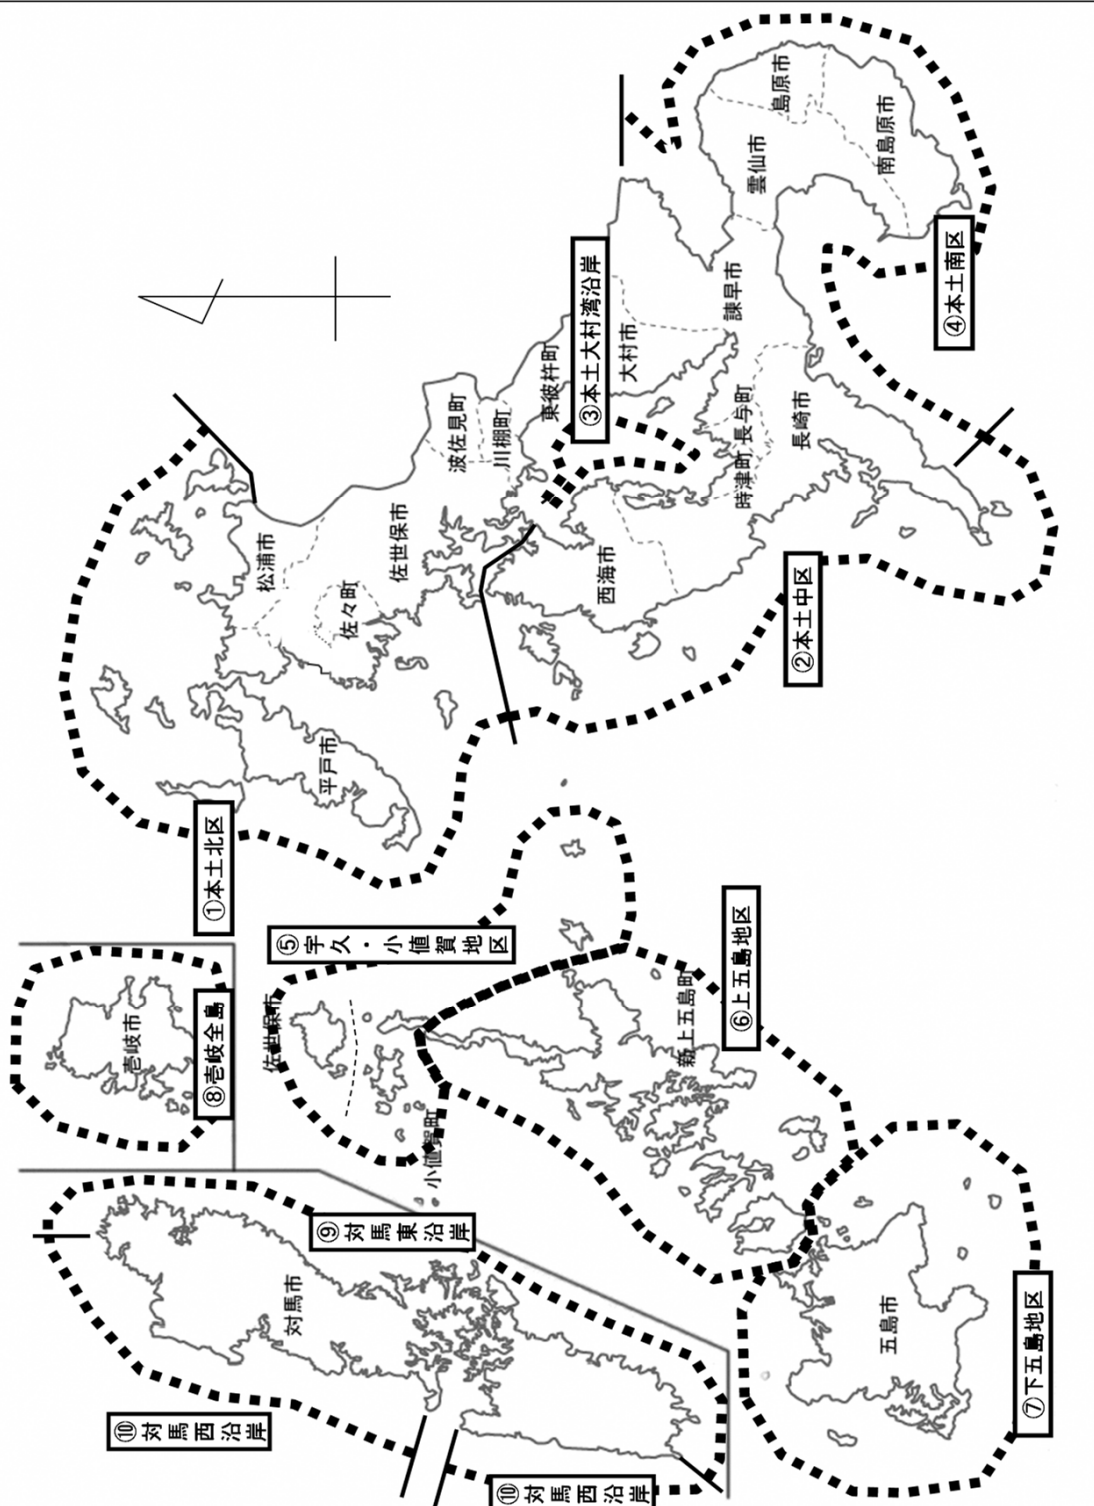 島原市
南島原市
雲仙市
④本土南区
諫早市
③本土大村湾沿岸
大村市
東彼杵町
波佐見町
川棚町
長与町
時津町
長崎市
佐世保市
松浦市
佐々町
西海市
②本土中区
平戸市
①本土北区
⑤宇久・小値賀地区
⑥上五島地区
新上五島町
佐世保市
小値賀町
壱岐市
⑧壱岐全島
⑨対馬東沿岸
対馬市
⑩対馬西沿岸
⑩対馬西沿岸
五島市
⑦下五島地区